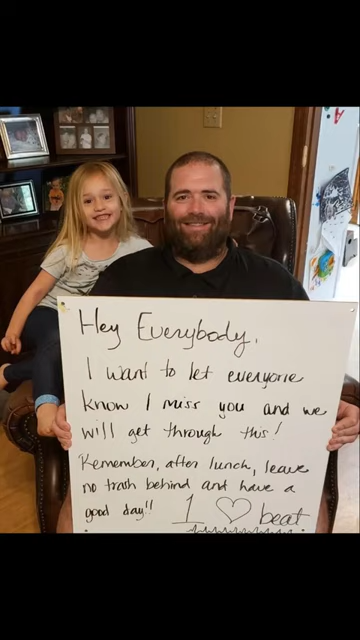 Hey Everybody,
I want to let everyone
know I miss you and we
will get through this!
Remember, after lunch, leave
no trash behind and have a
good day!! 1 ♡ beat